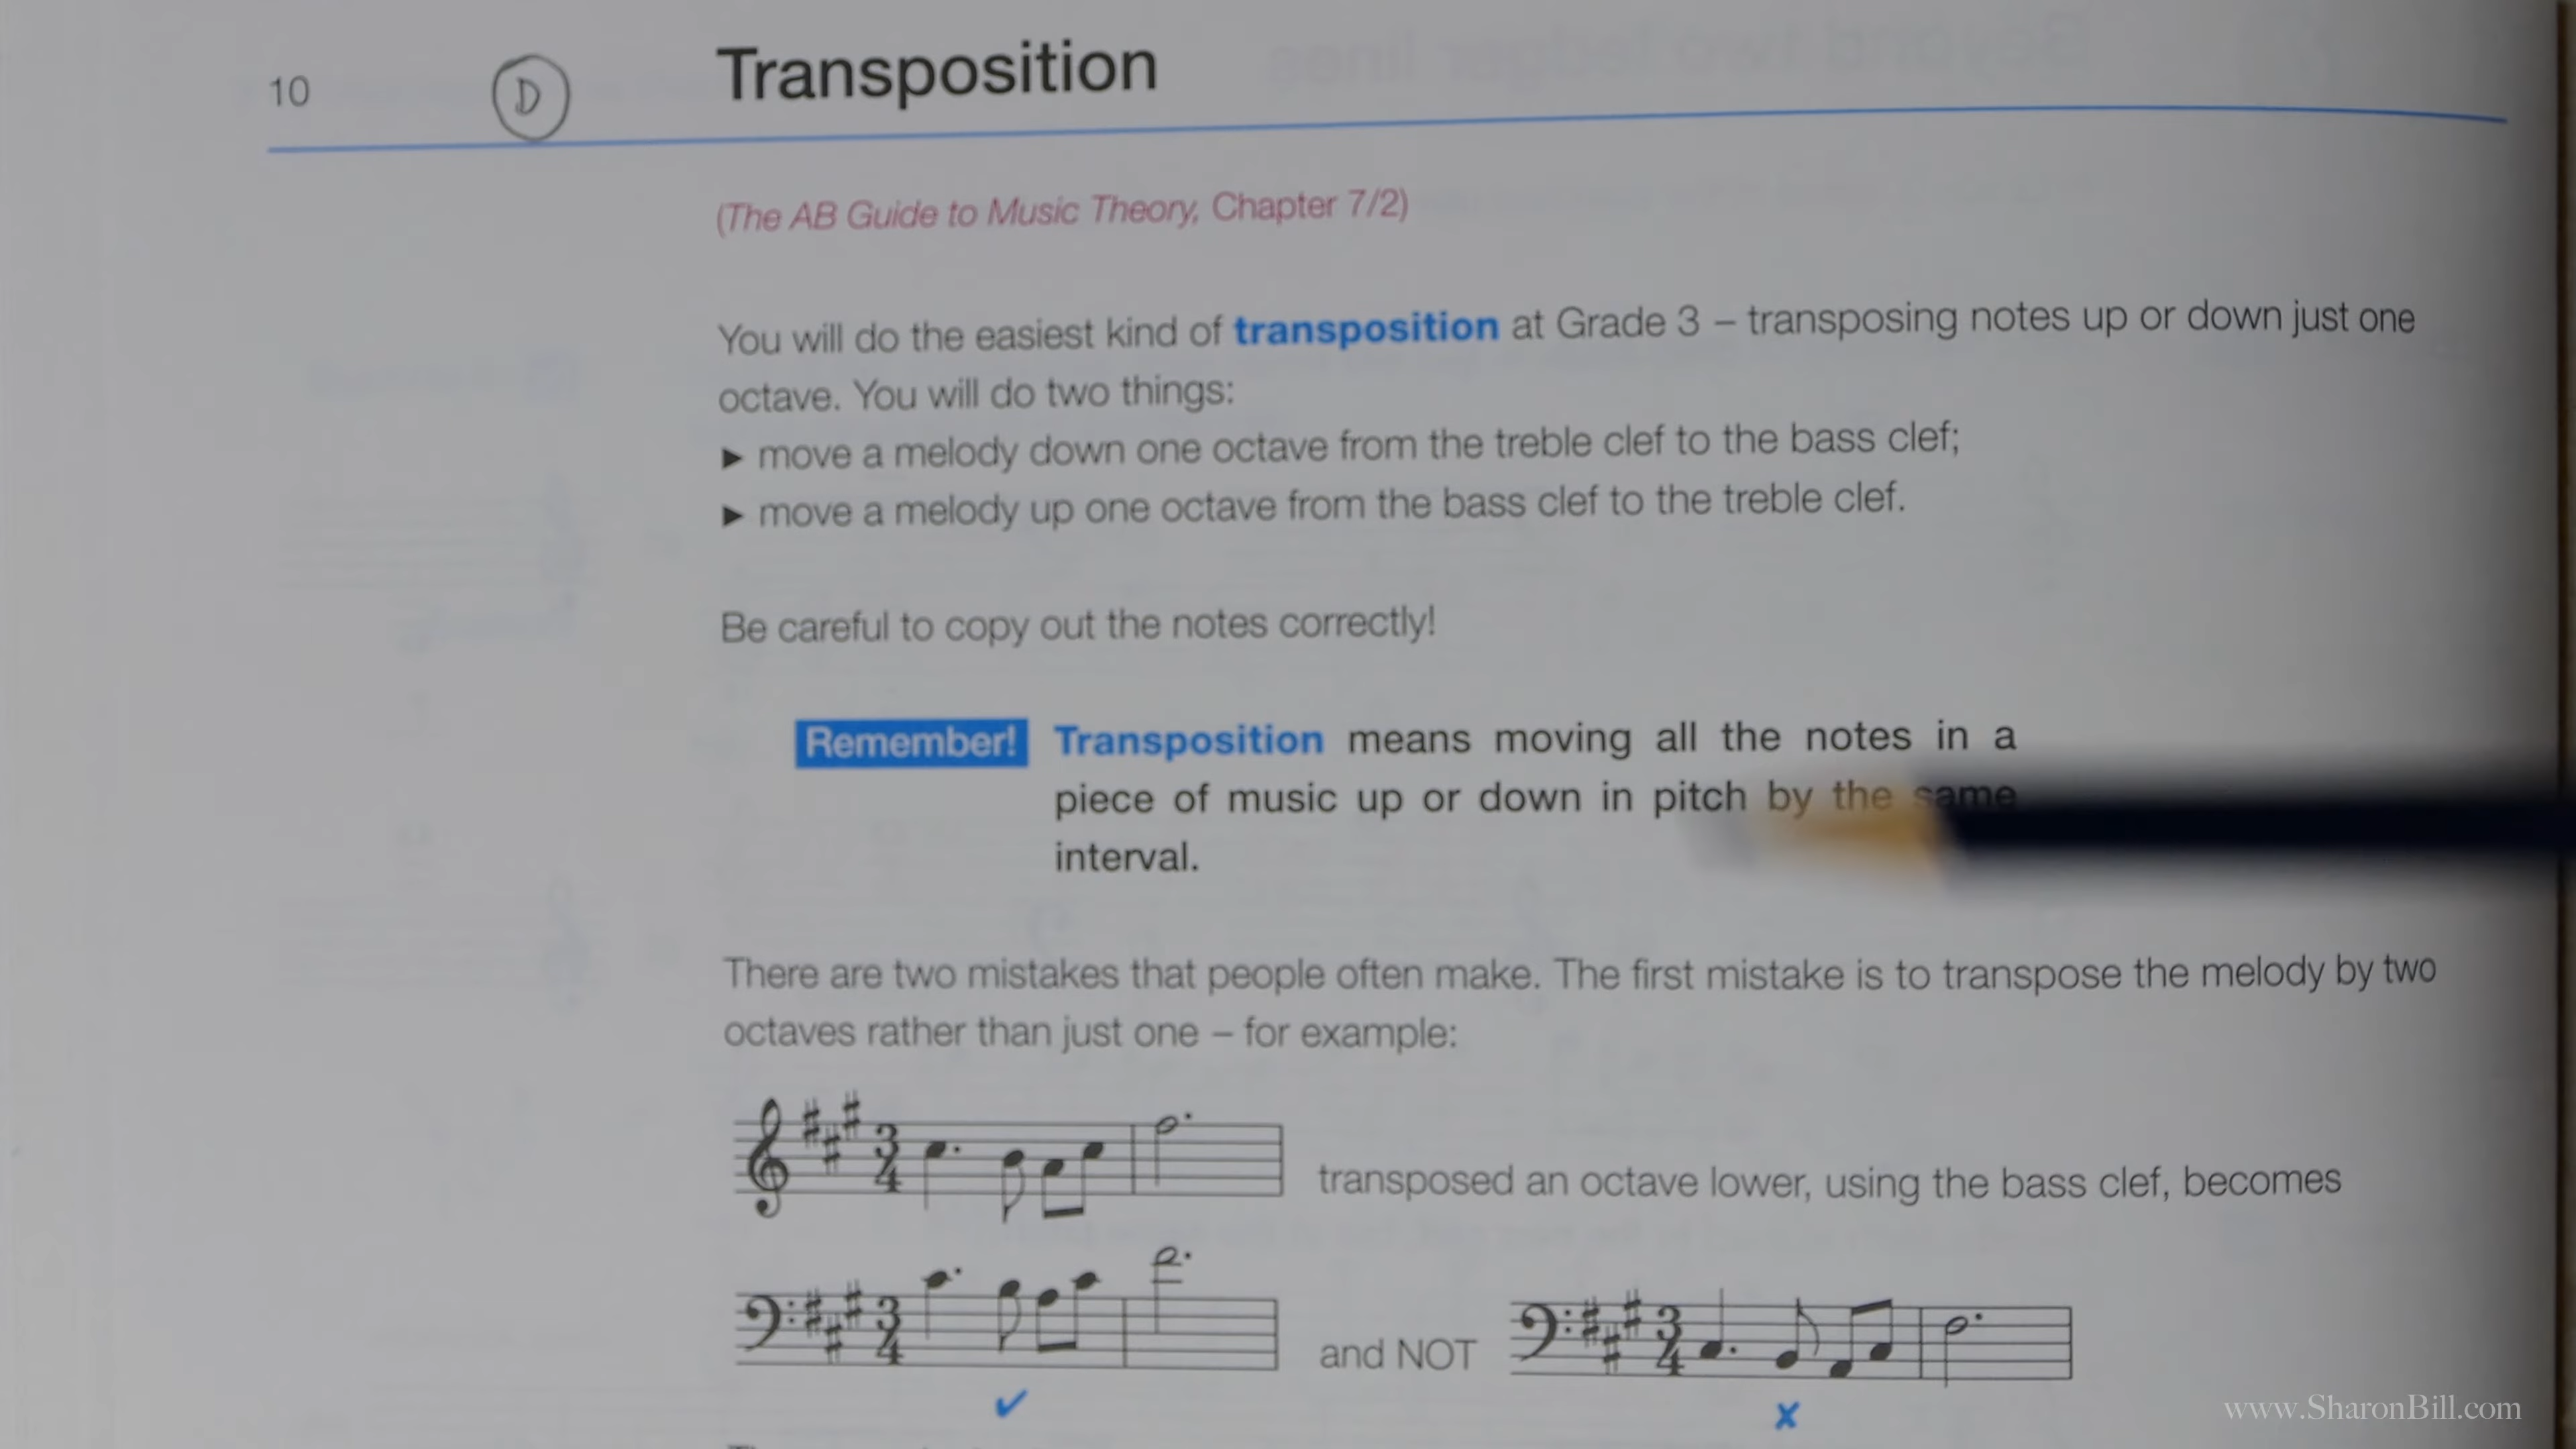 10 D Transposition
(The AB Guide to Music Theory, Chapter 7/2)
You will do the easiest kind of transposition at Grade 3 – transposing notes up or down just one
octave. You will do two things:
► move a melody down one octave from the treble clef to the bass clef;
► move a melody up one octave from the bass clef to the treble clef.
Be careful to copy out the notes correctly!
Remember! Transposition means moving all the notes in a
piece of music up or down in pitch by the same
interval.
There are two mistakes that people often make. The first mistake is to transpose the melody by two
octaves rather than just one – for example:
3 4 transposed an octave lower, using the bass clef, becomes
3 4 and NOT 3 4
✓ ✗
www.SharonBill.com